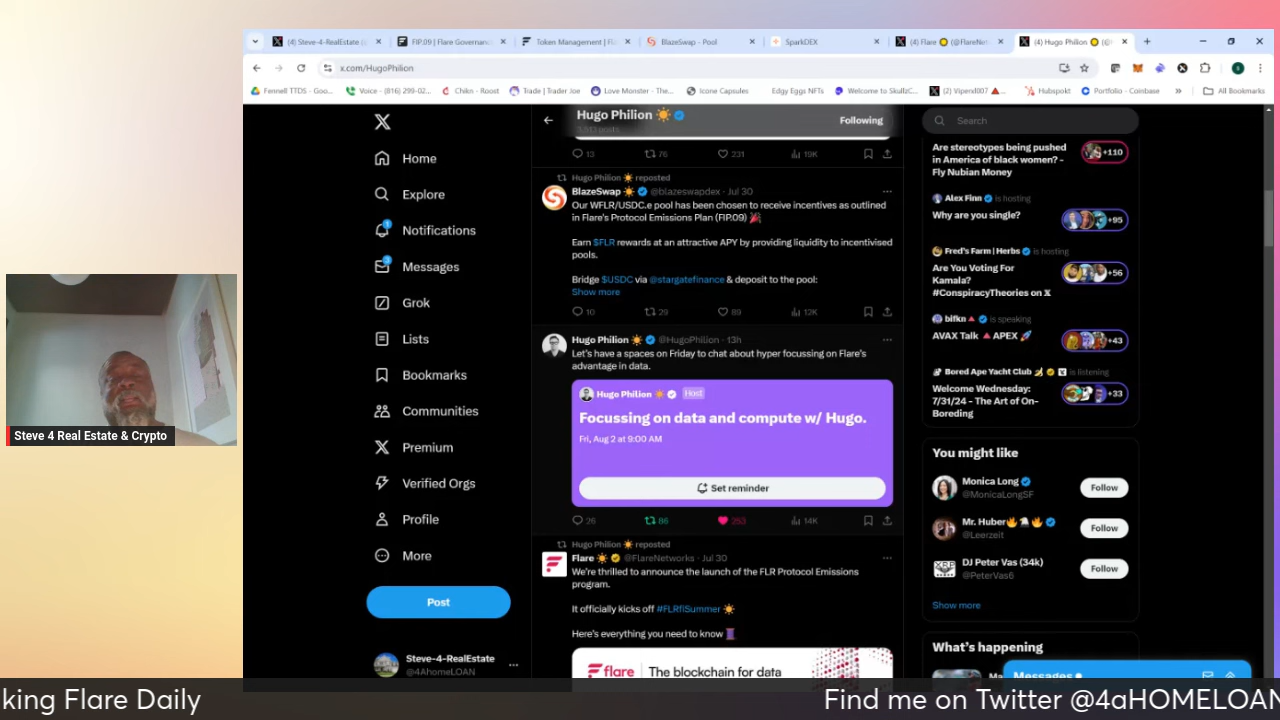 (4) Steve-4-RealEstate
FIP.09 | Flare Governanc
Token Management | FL
BlazeSwap - Pool
SparkDEX
(4) Flare
(4) Hugo Philion
x.com/HugoPhilion
Fennell TTDS - Goo...
Voice - (816) 299-02...
Chikn - Roost
Trade | Trader Joe
Love Monster - The...
Icone Capsules
Edgy Eggs NFTs
Welcome to SkullzC...
(2) Viperd007
Hubspokt
Portfolio - Coinbase
All Bookmarks
Home
Explore
Notifications
Messages
Grok
Lists
Bookmarks
Communities
Premium
Verified Orgs
Profile
More
Post
Steve-4-RealEstate
@4AhomeLOAN
Hugo Philion
Following
13 76 231 19K
Hugo Philion ☀️ reposted
BlazeSwap ☀️ @blazeswapdex · Jul 30
Our WFLR/USDC.e pool has been chosen to receive incentives as outlined
in Flare's Protocol Emissions Plan (FIP.09) 🎉
Earn $FLR rewards at an attractive APY by providing liquidity to incentivised
pools.
Bridge $USDC via @stargatefinance & deposit to the pool:
Show more
10 29 89 12K
Hugo Philion ☀️ @HugoPhilion · 13h
Let's have a spaces on Friday to chat about hyper focussing on Flare's
advantage in data.
Hugo Philion ☀️ Host
Focussing on data and compute w/ Hugo.
Fri, Aug 2 at 9:00 AM
Set reminder
26 86 253 14K
Hugo Philion ☀️ reposted
Flare ☀️ @FlareNetworks · Jul 30
We're thrilled to announce the launch of the FLR Protocol Emissions
program.
It officially kicks off #FLRfiSummer ☀️
Here's everything you need to know 🧵
flare | The blockchain for data
Search
Are stereotypes being pushed
in America of black women? -
Fly Nubian Music
+110
Alex Finn is hosting
Why are you single?
+95
Fred's Farm | Herbs is hosting
Are You Voting For
Kamala?
#ConspiracyTheories on 𝕏
+56
bifkn 🔺 is speaking
AVAX Talk 🔺 APEX 🚀
+43
Bored Ape Yacht Club is listening
Welcome Wednesday:
7/31/24 - The Art of On-
Boreding
+33
You might like
Monica Long
@MonicaLongSF
Follow
Mr. Huber🔥🦅🔥
@Leerzeit
Follow
DJ Peter Vas (34k)
@PeterVas6
Follow
Show more
What's happening
Messages
Steve 4 Real Estate & Crypto
king Flare Daily
Find me on Twitter @4aHOMELOAN